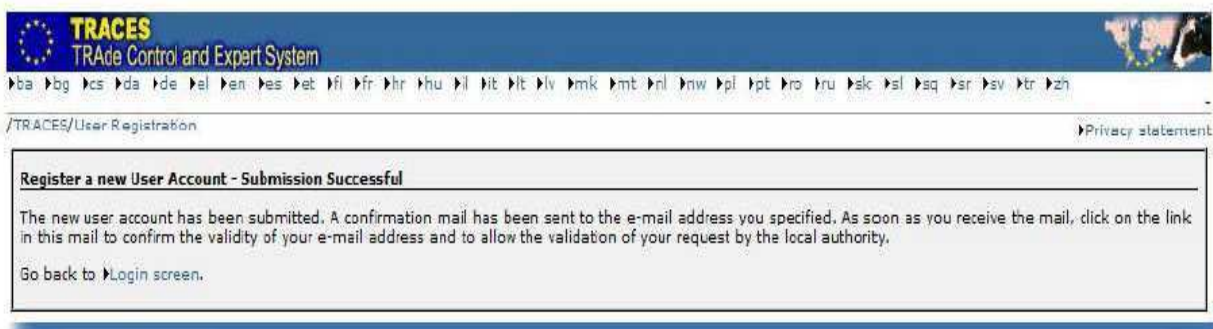 TRACES
TRAde Control and Expert System
ba bg cs da de el en es et fi fr hr hu il it lt lv mk mt nl nw pl pt ro ru sk sl sq sr sv tr zh
/TRACES/User Registration
Privacy statement
Register a new User Account - Submission Successful
The new user account has been submitted. A confirmation mail has been sent to the e-mail address you specified. As soon as you receive the mail, click on the link
in this mail to confirm the validity of your e-mail address and to allow the validation of your request by the local authority.
Go back to Login screen.